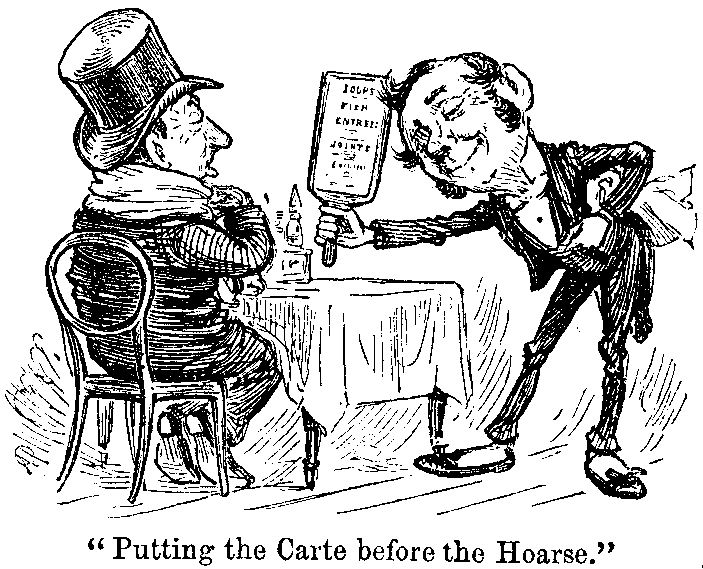 SOUPS
FISH
ENTREES
JOINTS
“Putting the Carte before the Hoarse.”